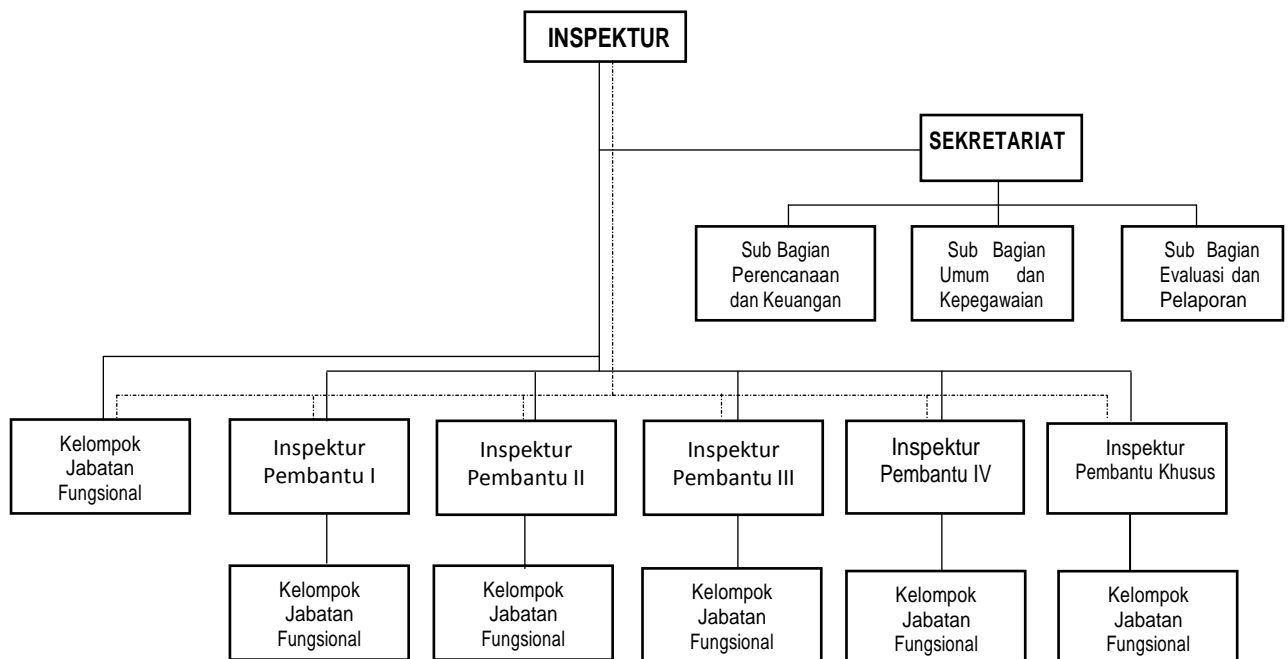 INSPEKTUR
SEKRETARIAT
Sub Bagian
Perencanaan
dan Keuangan
Sub Bagian
Umum dan
Kepegawaian
Sub Bagian
Evaluasi dan
Pelaporan
Kelompok
Jabatan
Fungsional
Inspektur
Pembantu I
Inspektur
Pembantu II
Inspektur
Pembantu III
Inspektur
Pembantu IV
Inspektur
Pembantu Khusus
Kelompok
Jabatan
Fungsional
Kelompok
Jabatan
Fungsional
Kelompok
Jabatan
Fungsional
Kelompok
Jabatan
Fungsional
Kelompok
Jabatan
Fungsional